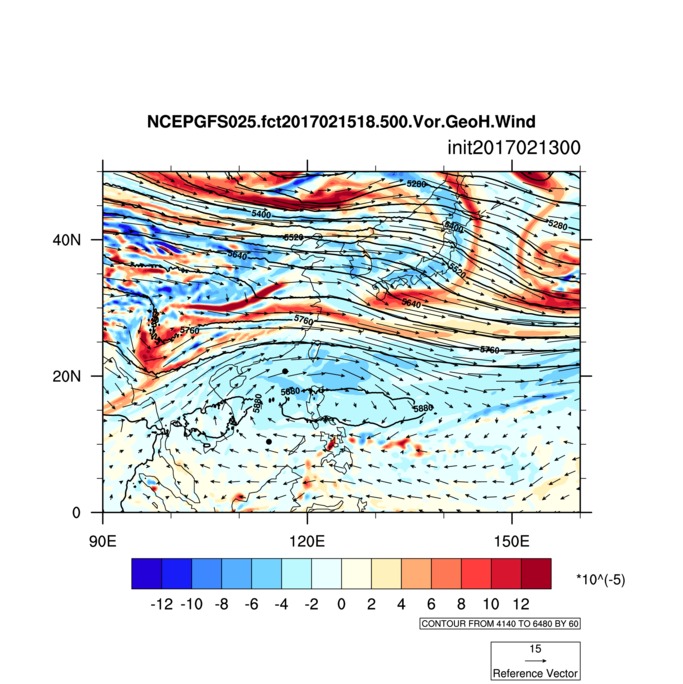 NCEPGFS025.fct2017021518.500.Vor.GeoH.Wind
init2017021300
5280
5400
5280
5400
5520
5640
5520
5640
5760
5760
5760
5880
5880
5880
40N
20N
0
90E 120E 150E
-12 -10 -8 -6 -4 -2 0 2 4 6 8 10 12
*10^(-5)
CONTOUR FROM 4140 TO 6480 BY 60
15
Reference Vector